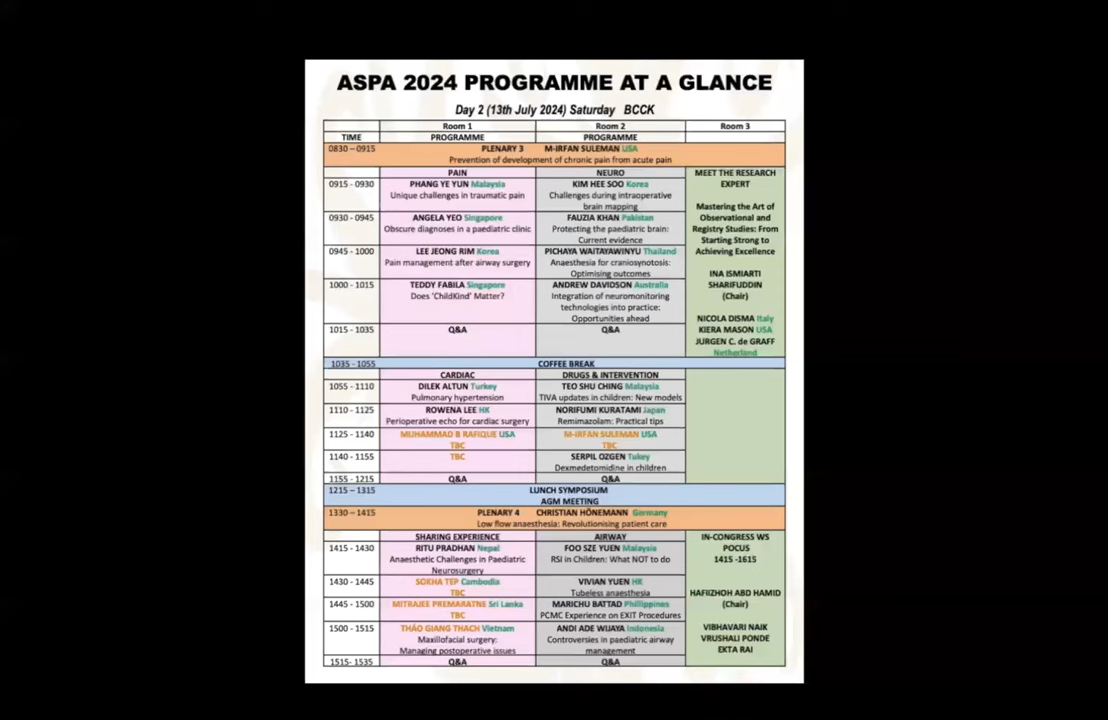 ASPA 2024 PROGRAMME AT A GLANCE
Day 2 (13th July 2024) Saturday BCCK
Room 1 Room 2 Room 3
TIME PROGRAMME PROGRAMME
0830 – 0915 PLENARY 3 M-IRFAN SULEMAN USA
Prevention of development of chronic pain from acute pain
PAIN
0915 - 0930 PHANG YE YUN Malaysia
Unique challenges in traumatic pain
0930 - 0945 ANGELA YEO Singapore
Obscure diagnoses in a paediatric clinic
0945 - 1000 LEE JEONG RIM Korea
Pain management after airway surgery
1000 - 1015 TEDDY FABILA Singapore
Does 'ChildKind' Matter?
1015 - 1035 Q&A
NEURO
KIM HEE SOO Korea
Challenges during intraoperative
brain mapping
FAUZIA KHAN Pakistan
Protecting the paediatric brain:
Current evidence
PICHAYA WAITAYAWINYU Thailand
Anaesthesia for craniosynotosis:
Optimising outcomes
ANDREW DAVIDSON Australia
Integration of neuromonitoring
technologies into practice:
Opportunities ahead
Q&A
MEET THE RESEARCH
EXPERT
Mastering the Art of
Observational and
Registry Studies: From
Starting Strong to
Achieving Excellence
INA ISMIARTI
SHARIFUDDIN
(Chair)
NICOLA DISMA Italy
KIERA MASON USA
JURGEN C. de GRAFF
Netherland
1035 - 1055 COFFEE BREAK
CARDIAC
1055 - 1110 DILEK ALTUN Turkey
Pulmonary hypertension
1110 - 1125 ROWENA LEE HK
Perioperative echo for cardiac surgery
1125 - 1140 MUHAMMAD B RAFIQUE USA
TBC
1140 - 1155 TBC
1155 - 1215 Q&A
DRUGS & INTERVENTION
TEO SHU CHING Malaysia
TIVA updates in children: New models
NORIFUMI KURATAMI Japan
Remimazolam: Practical tips
M-IRFAN SULEMAN USA
TBC
SERPIL OZGEN Tukey
Dexmedetomidine in children
Q&A
1215 – 1315 LUNCH SYMPOSIUM
AGM MEETING
1330 – 1415 PLENARY 4 CHRISTIAN HÖNEMANN Germany
Low flow anaesthesia: Revolutionising patient care
SHARING EXPERIENCE
1415 - 1430 RITU PRADHAN Nepal
Anaesthetic Challenges in Paediatric
Neurosurgery
1430 - 1445 SOKHA TEP Cambodia
TBC
1445 - 1500 MITRAJEE PREMARATNE Sri Lanka
TBC
1500 - 1515 THẢO GIANG THACH Vietnam
Maxillofacial surgery:
Managing postoperative issues
1515- 1535 Q&A
AIRWAY
FOO SZE YUEN Malaysia
RSI in Children: What NOT to do
VIVIAN YUEN HK
Tubeless anaesthesia
MARICHU BATTAD Phillippines
PCMC Experience on EXIT Procedures
ANDI ADE WIJAYA Indonesia
Controversies in paediatric airway
management
Q&A
IN-CONGRESS WS
POCUS
1415 -1615
HAFIIZHOH ABD HAMID
(Chair)
VIBHAVARI NAIK
VRUSHALI PONDE
EKTA RAI